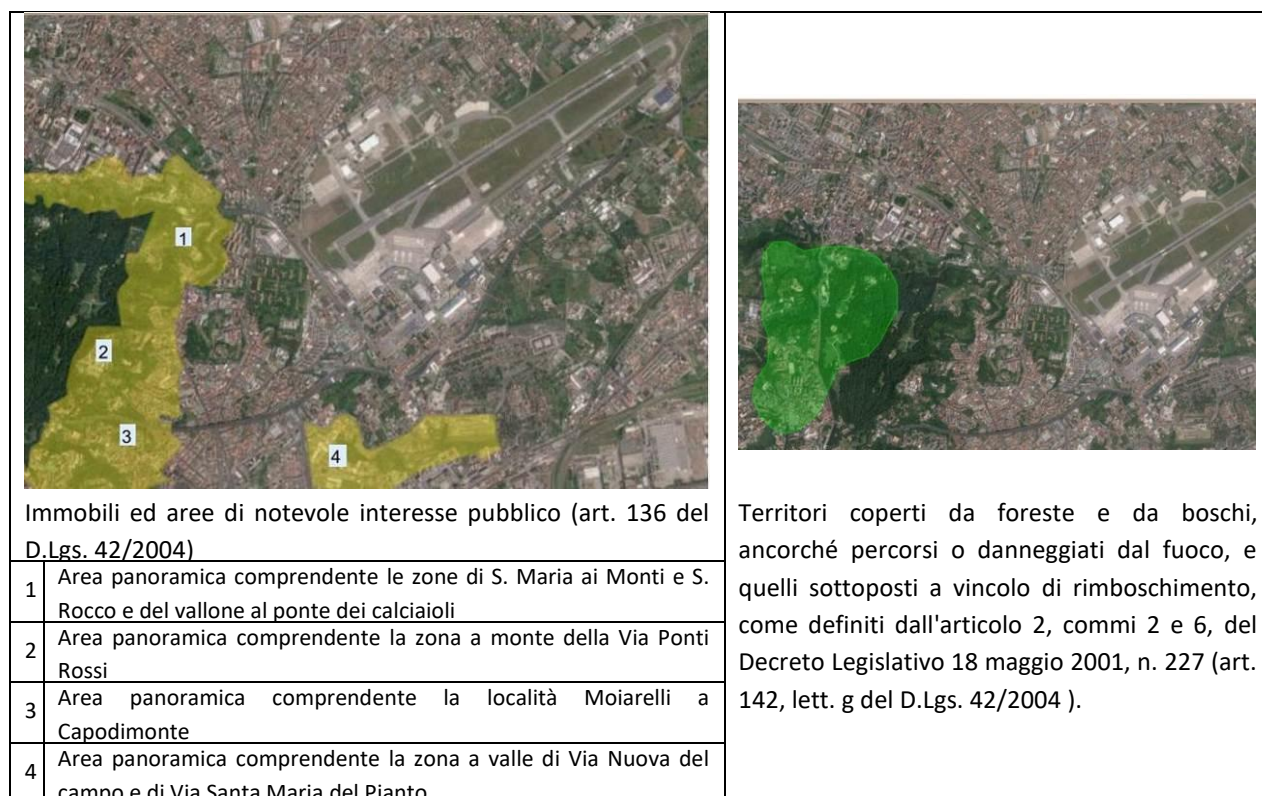 1
2
3
4
Immobili ed aree di notevole interesse pubblico (art. 136 del
D.Lgs. 42/2004)
1 Area panoramica comprendente le zone di S. Maria ai Monti e S.
Rocco e del vallone al ponte dei calciaioli
2 Area panoramica comprendente la zona a monte della Via Ponti
Rossi
3 Area panoramica comprendente la località Moiarelli a
Capodimonte
4 Area panoramica comprendente la zona a valle di Via Nuova del
campo e di Via Santa Maria del Pianto
Territori coperti da foreste e da boschi,
ancorché percorsi o danneggiati dal fuoco, e
quelli sottoposti a vincolo di rimboschimento,
come definiti dall'articolo 2, commi 2 e 6, del
Decreto Legislativo 18 maggio 2001, n. 227 (art.
142, lett. g del D.Lgs. 42/2004 ).